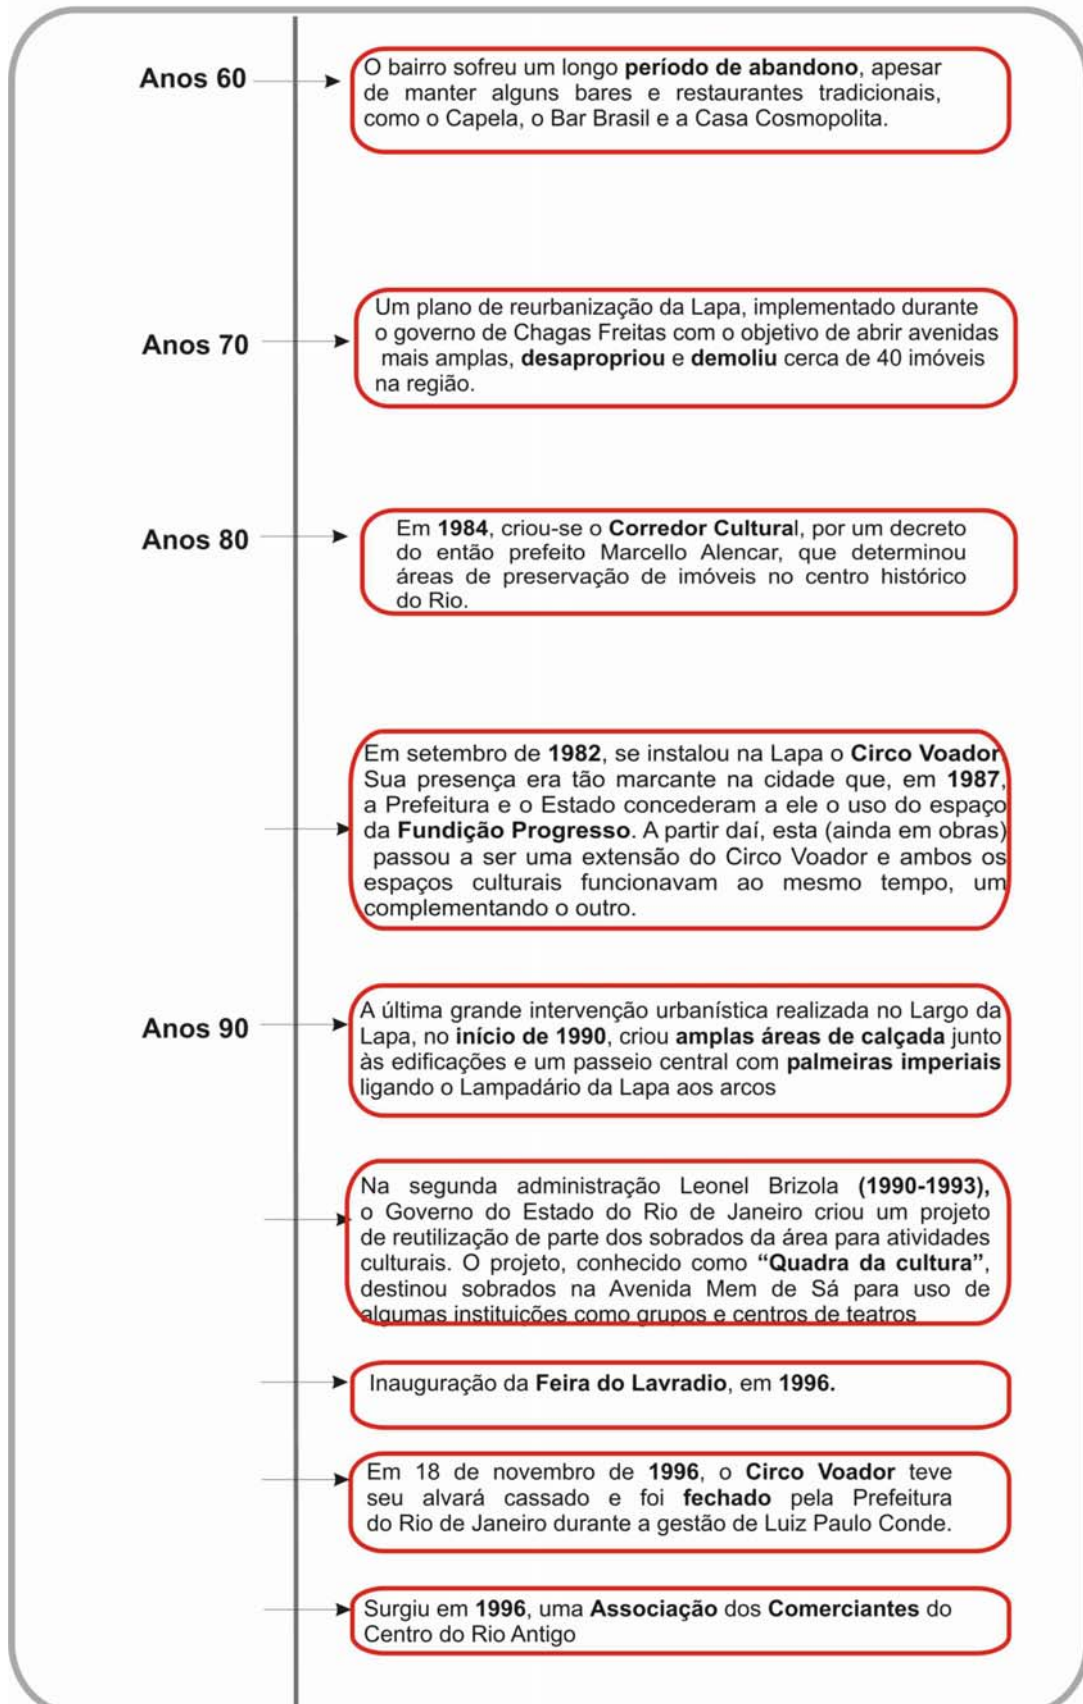 Anos 60
O bairro sofreu um longo período de abandono, apesar
de manter alguns bares e restaurantes tradicionais,
como o Capela, o Bar Brasil e a Casa Cosmopolita.
Anos 70
Um plano de reurbanização da Lapa, implementado durante
o governo de Chagas Freitas com o objetivo de abrir avenidas
mais amplas, desapropriou e demoliu cerca de 40 imóveis
na região.
Anos 80
Em 1984, criou-se o Corredor Cultural, por um decreto
do então prefeito Marcello Alencar, que determinou
áreas de preservação de imóveis no centro histórico
do Rio.
Em setembro de 1982, se instalou na Lapa o Circo Voador.
Sua presença era tão marcante na cidade que, em 1987,
a Prefeitura e o Estado concederam a ele o uso do espaço
da Fundição Progresso. A partir daí, esta (ainda em obras)
passou a ser uma extensão do Circo Voador e ambos os
espaços culturais funcionavam ao mesmo tempo, um
complementando o outro.
Anos 90
A última grande intervenção urbanística realizada no Largo da
Lapa, no início de 1990, criou amplas áreas de calçada junto
às edificações e um passeio central com palmeiras imperiais
ligando o Lampadário da Lapa aos arcos
Na segunda administração Leonel Brizola (1990-1993),
o Governo do Estado do Rio de Janeiro criou um projeto
de reutilização de parte dos sobrados da área para atividades
culturais. O projeto, conhecido como “Quadra da cultura”,
destinou sobrados na Avenida Mem de Sá para uso de
algumas instituições como grupos e centros de teatros
Inauguração da Feira do Lavradio, em 1996.
Em 18 de novembro de 1996, o Circo Voador teve
seu alvará cassado e foi fechado pela Prefeitura
do Rio de Janeiro durante a gestão de Luiz Paulo Conde.
Surgiu em 1996, uma Associação dos Comerciantes do
Centro do Rio Antigo